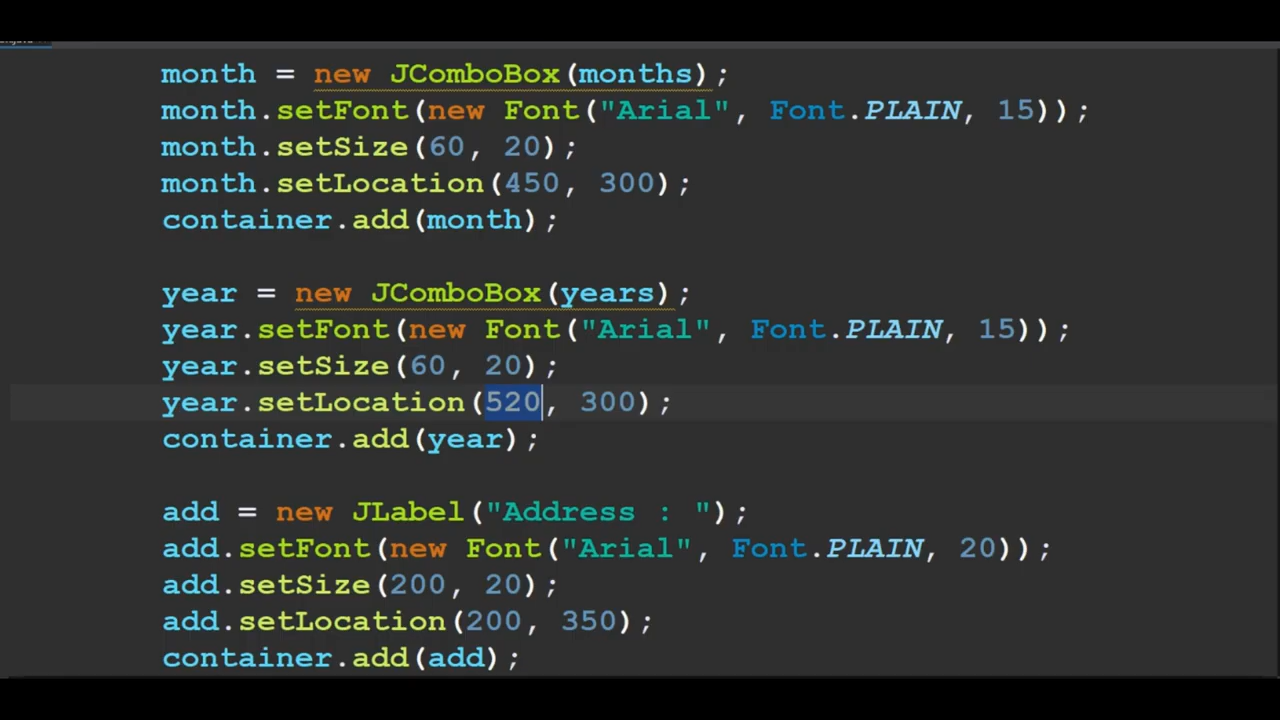 month = new JComboBox(months);
month.setFont(new Font("Arial", Font.PLAIN, 15));
month.setSize(60, 20);
month.setLocation(450, 300);
container.add(month);
year = new JComboBox(years);
year.setFont(new Font("Arial", Font.PLAIN, 15));
year.setSize(60, 20);
year.setLocation(520, 300);
container.add(year);
add = new JLabel("Address : ");
add.setFont(new Font("Arial", Font.PLAIN, 20));
add.setSize(200, 20);
add.setLocation(200, 350);
container.add(add);